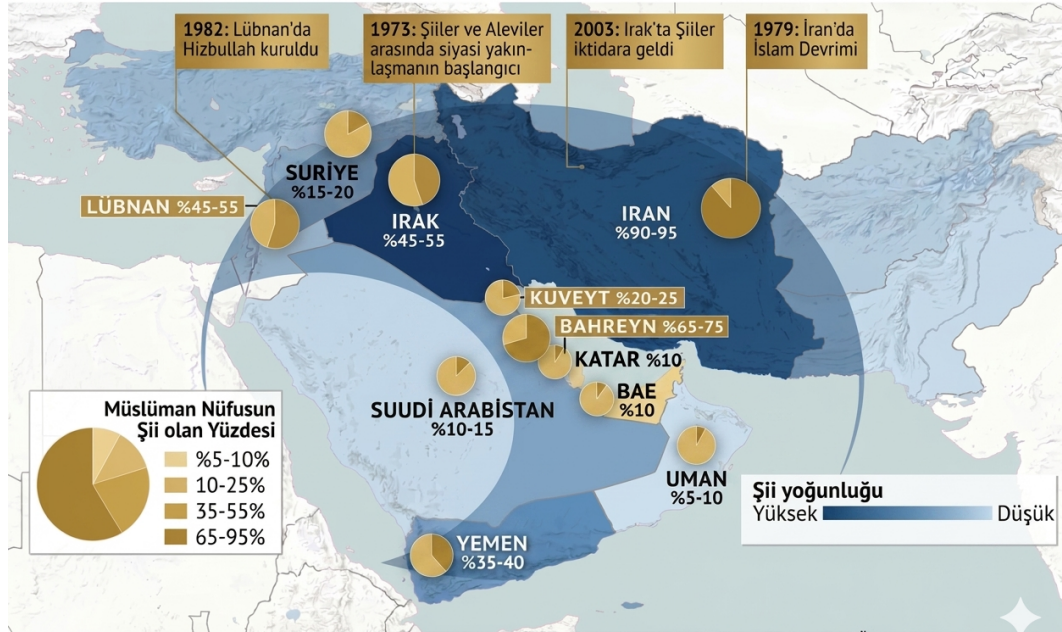 1982: Lübnan'da
Hizbullah kuruldu
1973: Şiiler ve Aleviler
arasında siyasi yakın-
laşmanın başlangıcı
2003: Irak'ta Şiiler
iktidara geldi
1979: İran'da
İslam Devrimi
SURİYE
%15-20
LÜBNAN %45-55
IRAK
%45-55
IRAN
%90-95
KUVEYT %20-25
BAHREYN %65-75
KATAR %10
BAE
%10
SUUDİ ARABİSTAN
%10-15
UMAN
%5-10
YEMEN
%35-40
Müslüman Nüfusun
Şii olan Yüzdesi
%5-10%
10-25%
35-55%
65-95%
Şii yoğunluğu
Yüksek Düşük